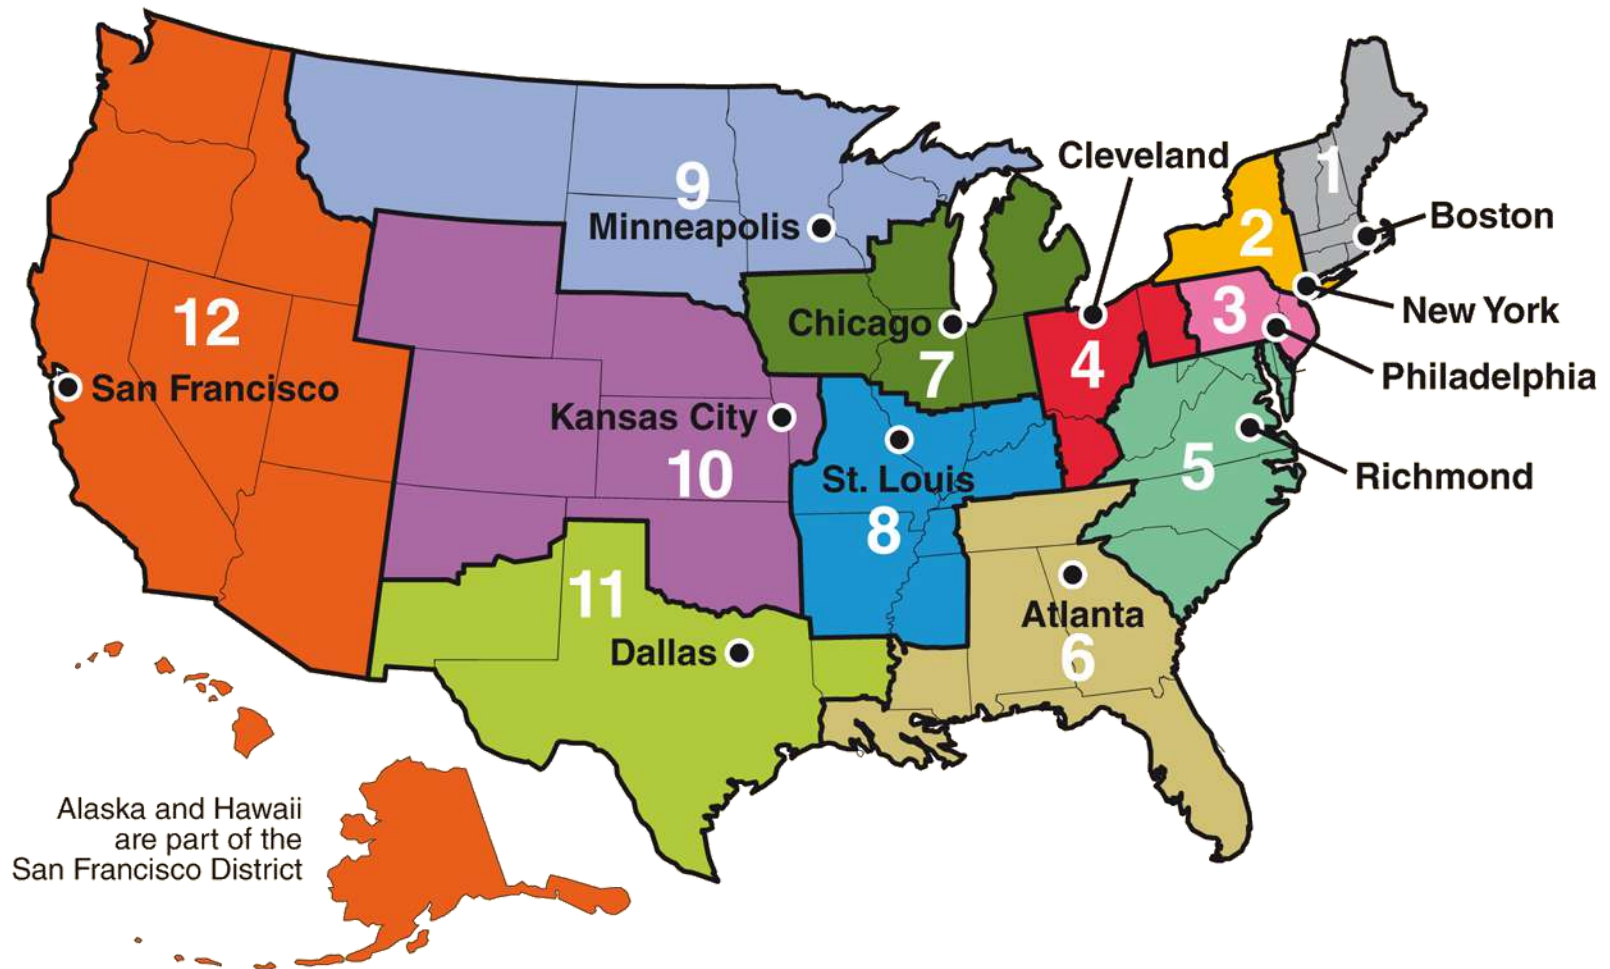 Cleveland
1
9
Boston
2
Minneapolis
New York
3
12
Chicago
4
7
Philadelphia
San Francisco
Kansas City
10
5
Richmond
St. Louis
8
11
Atlanta
Dallas
6
Alaska and Hawaii
are part of the
San Francisco District